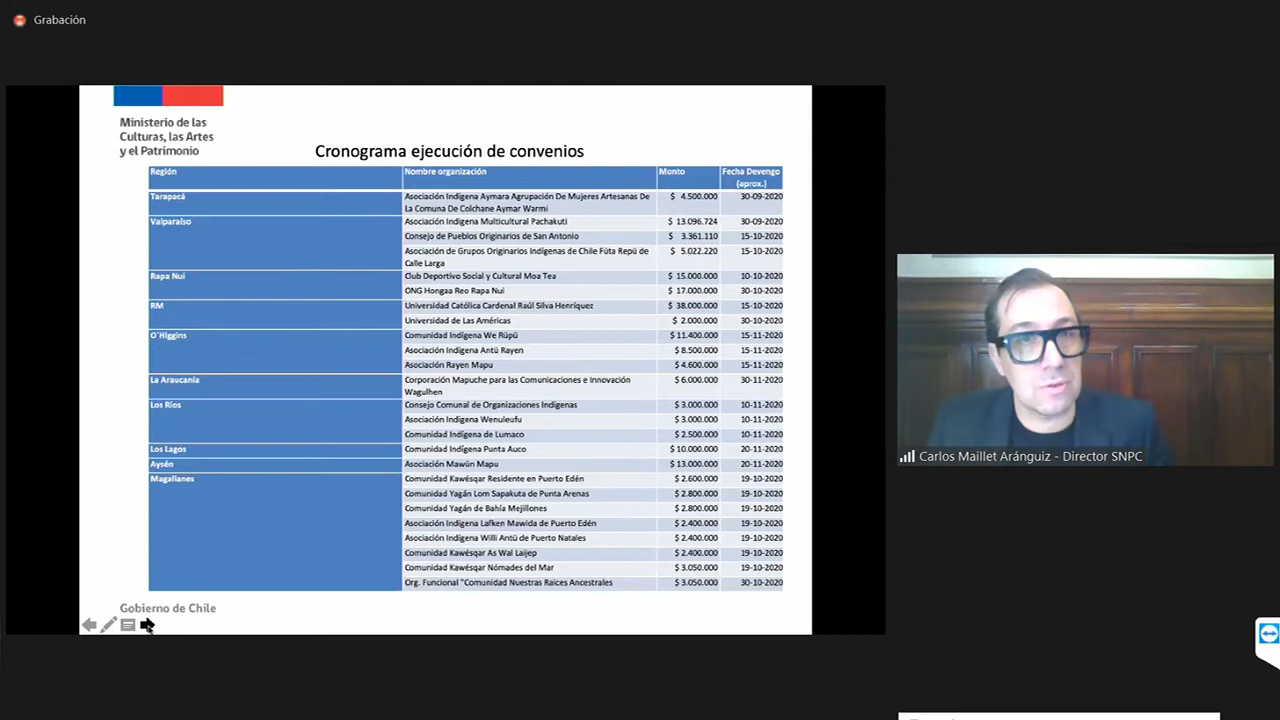 Grabación
Ministerio de las
Culturas, las Artes
y el Patrimonio
Cronograma ejecución de convenios
Región Nombre organización Monto Fecha Devengo
(aprox.)
Tarapacá Asociación Indígena Aymara Agrupación De Mujeres Artesanas De $ 4.500.000 30-09-2020
La Comuna De Colchane Aymar Warmi
Valparaíso Asociación Indígena Multicultural Pachakuti $ 13.096.724 30-09-2020
Consejo de Pueblos Originarios de San Antonio $ 3.361.110 15-10-2020
Asociación de Grupos Originarios Indígenas de Chile Füta Repü de $ 5.022.220 15-10-2020
Calle Larga
Rapa Nui Club Deportivo Social y Cultural Moa Tea $ 15.000.000 10-10-2020
ONG Hongaa Reo Rapa Nui $ 17.000.000 30-10-2020
RM Universidad Católica Cardenal Raúl Silva Henríquez $ 38.000.000 15-10-2020
Universidad de Las Américas $ 2.000.000 30-10-2020
O´Higgins Comunidad Indígena We Rüpü $ 11.400.000 15-11-2020
Asociación Indígena Antü Rayen $ 8.500.000 15-11-2020
Asociación Rayen Mapu $ 4.600.000 15-11-2020
La Araucanía Corporación Mapuche para las Comunicaciones e Innovación $ 6.000.000 30-11-2020
Wagulhen
Los Ríos Consejo Comunal de Organizaciones Indígenas $ 3.000.000 10-11-2020
Asociación Indígena Wenuleufu $ 3.000.000 10-11-2020
Comunidad Indígena de Lumaco $ 2.500.000 10-11-2020
Los Lagos Comunidad Indígena Punta Auco $ 10.000.000 20-11-2020
Aysén Asociación Mawün Mapu $ 13.000.000 20-11-2020
Magallanes Comunidad Kawésqar Residente en Puerto Edén $ 2.600.000 19-10-2020
Comunidad Yagán Lom Sapakuta de Punta Arenas $ 2.800.000 19-10-2020
Comunidad Yagán de Bahía Mejillones $ 2.800.000 19-10-2020
Asociación Indígena Lafken Mawida de Puerto Edén $ 2.400.000 19-10-2020
Asociación Indígena Willi Antü de Puerto Natales $ 2.400.000 19-10-2020
Comunidad Kawésqar As Wal Laijep $ 2.400.000 19-10-2020
Comunidad Kawésqar Nómades del Mar $ 3.050.000 19-10-2020
Org. Funcional "Comunidad Nuestras Raices Ancestrales $ 3.050.000 30-10-2020
Gobierno de Chile
Carlos Maillet Aránguiz - Director SNPC